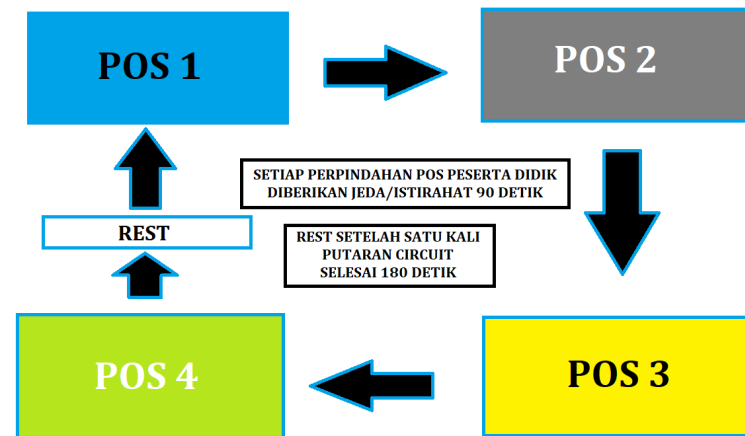 POS 1
POS 2
SETIAP PERPINDAHAN POS PESERTA DIDIK
DIBERIKAN JEDA/ISTIRAHAT 90 DETIK
REST
REST SETELAH SATU KALI
PUTARAN CIRCUIT
SELESAI 180 DETIK
POS 4
POS 3